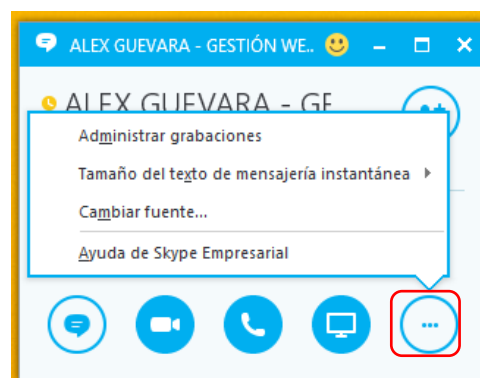 ALEX GUEVARA - GESTIÓN WE..
ALEX GUEVARA - GE
Administrar grabaciones
Tamaño del texto de mensajería instantánea
Cambiar fuente...
Ayuda de Skype Empresarial